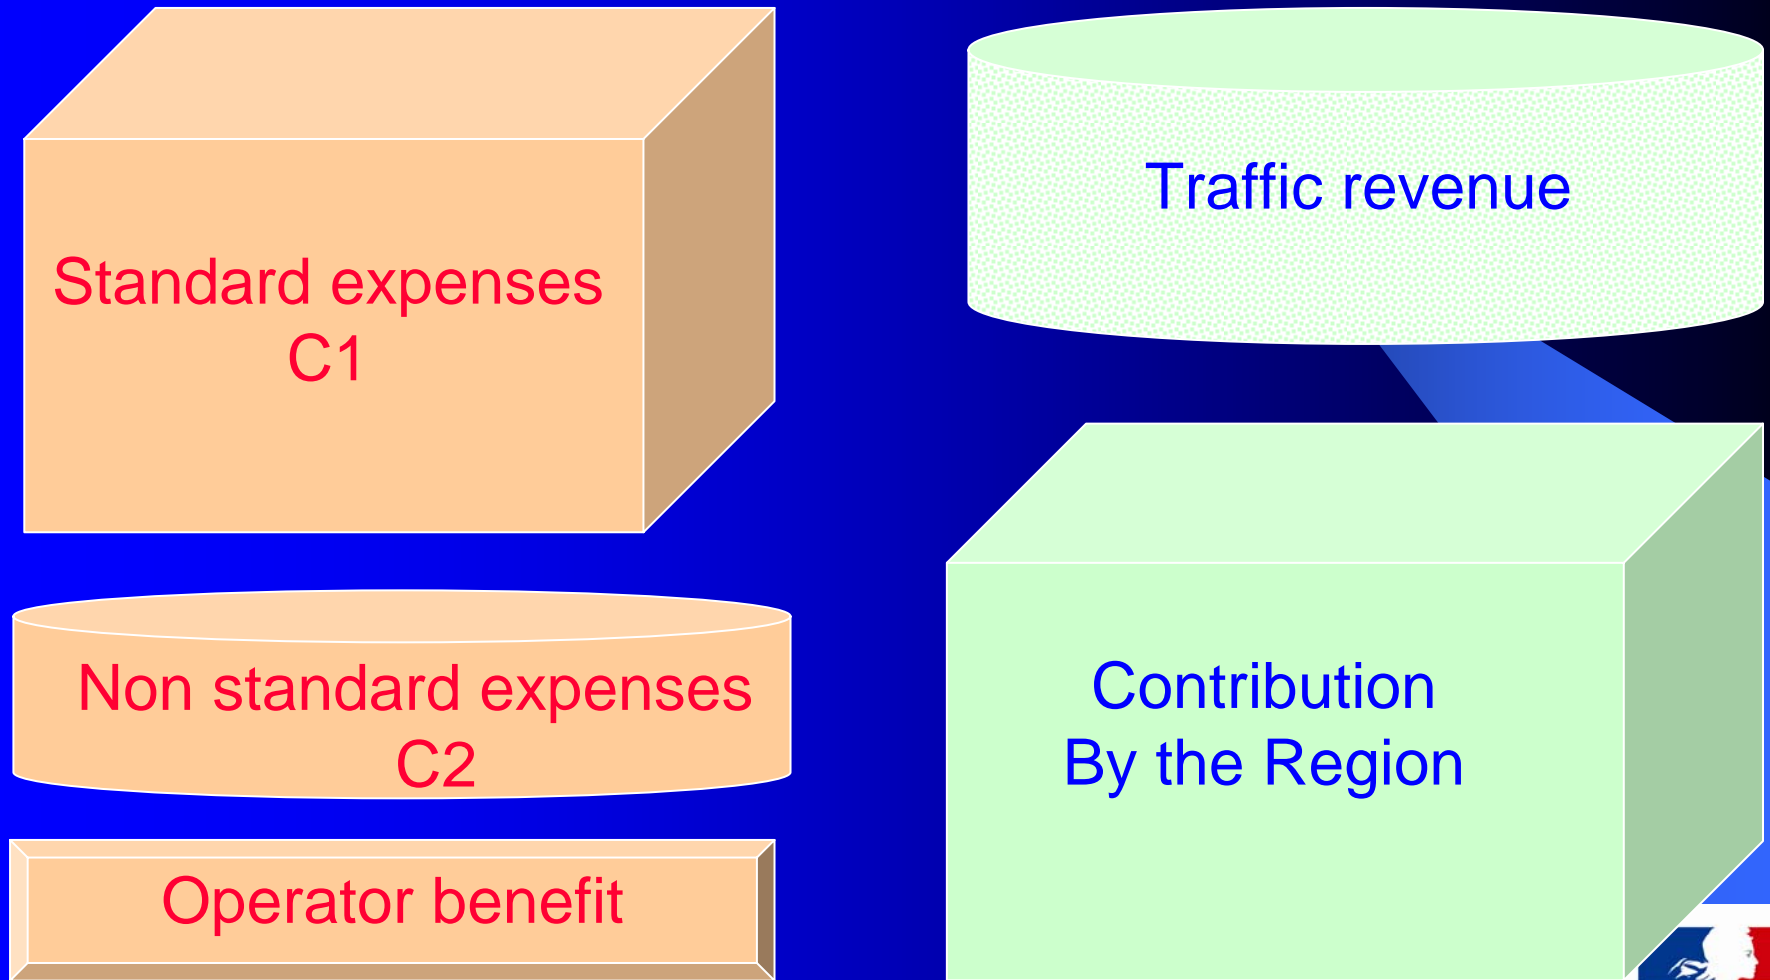 Standard expenses
C1
Non standard expenses
C2
Operator benefit
Traffic revenue
Contribution
By the Region